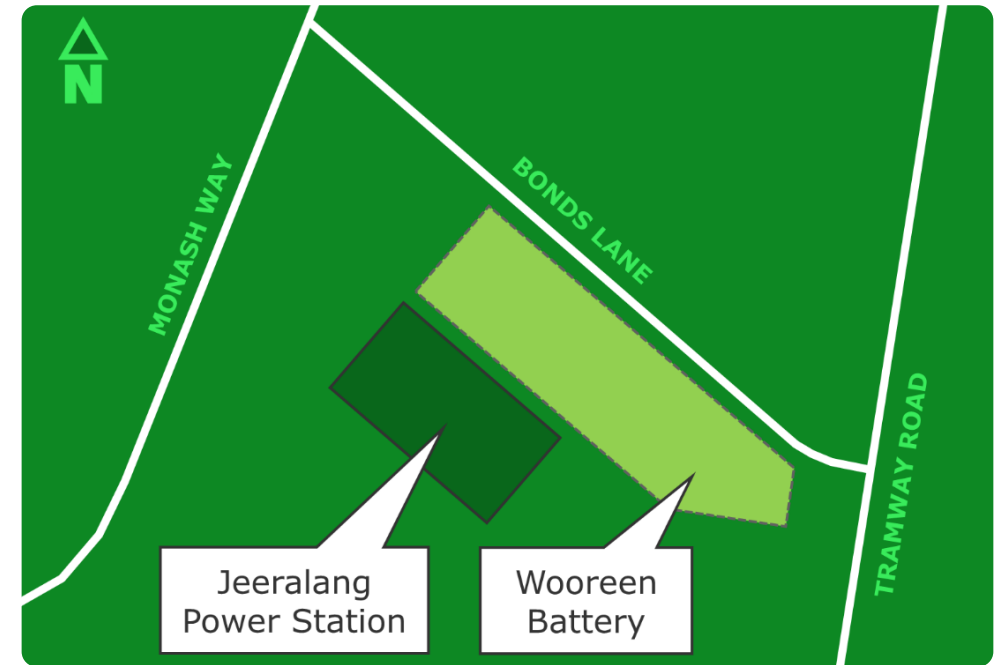 N
MONASH WAY
BONDS LANE
TRAMWAY ROAD
Jeeralang
Power Station
Wooreen
Battery